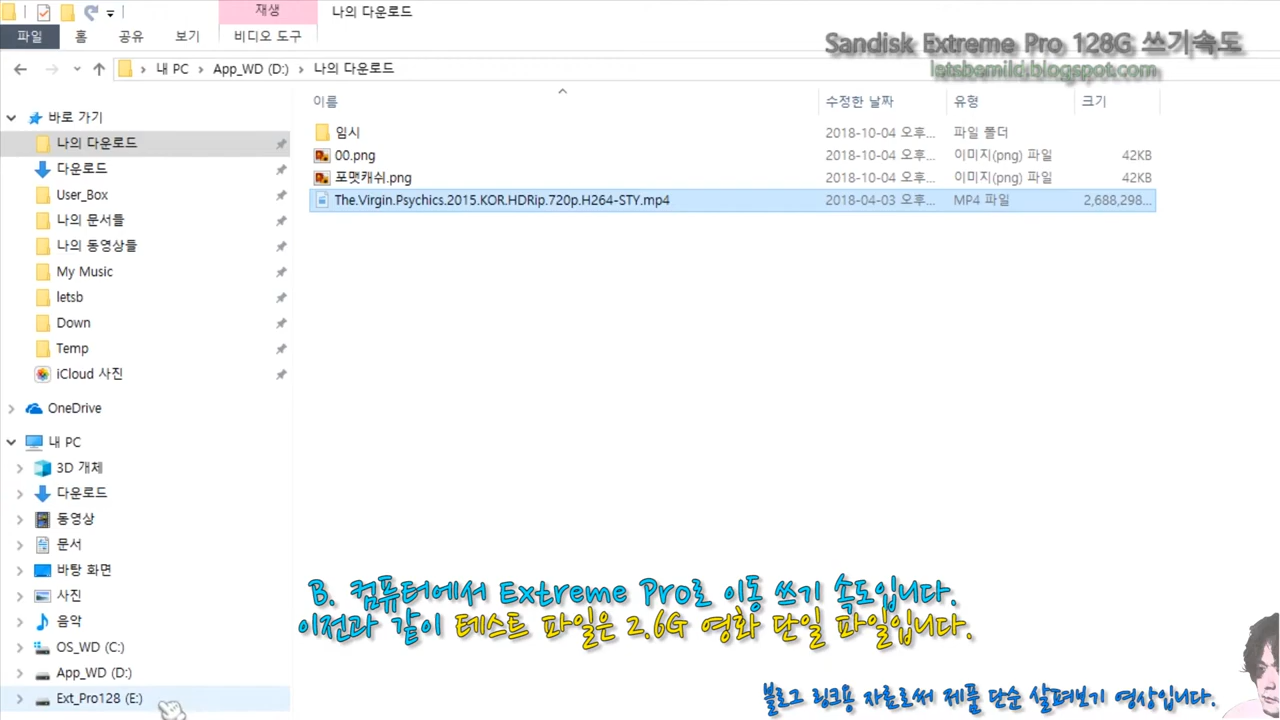 재생
나의 다운로드
파일
홈
공유
보기
비디오 도구
Sandisk Extreme Pro 128G 쓰기속도
letsbemild.blogspot.com
내 PC
App_WD (D:)
나의 다운로드
이름
수정한 날짜
유형
크기
임시
2018-10-04 오후...
파일 폴더
00.png
2018-10-04 오후...
이미지(png) 파일
42KB
포맷캐쉬.png
2018-10-04 오후...
이미지(png) 파일
42KB
The.Virgin.Psychics.2015.KOR.HDRip.720p.H264-STY.mp4
2018-04-03 오후...
MP4 파일
2,688,298...
바로 가기
나의 다운로드
다운로드
User_Box
나의 문서들
나의 동영상들
My Music
letsb
Down
Temp
iCloud 사진
OneDrive
내 PC
3D 개체
다운로드
동영상
문서
바탕 화면
사진
음악
OS_WD (C:)
App_WD (D:)
Ext_Pro128 (E:)
B. 컴퓨터에서 Extreme Pro로 이동 쓰기 속도입니다.
이전과 같이 테스트 파일은 2.6G 영화 단일 파일입니다.
블로그 링크용 자료로써 제품 단순 살펴보기 영상입니다.